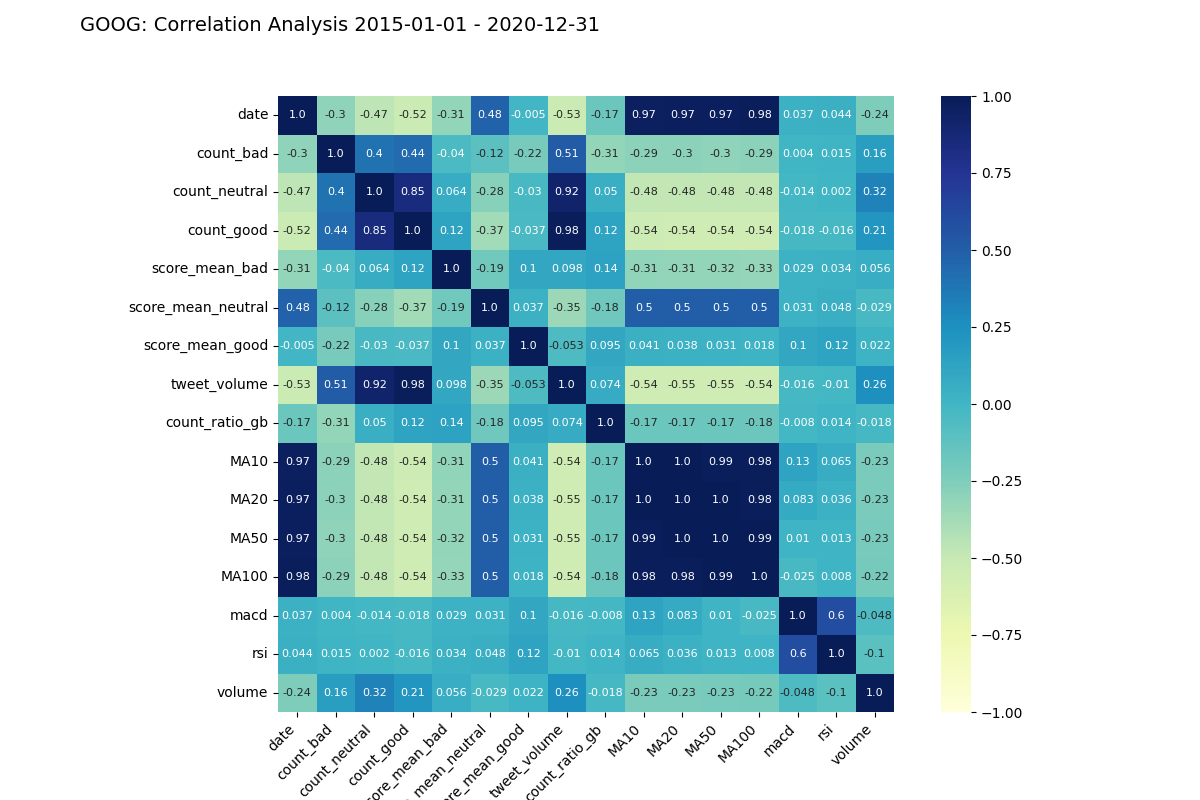 GOOG: Correlation Analysis 2015-01-01 - 2020-12-31
date 1.0 -0.3 -0.47 -0.52 -0.31 0.48 -0.005 -0.53 -0.17 0.97 0.97 0.97 0.98 0.037 0.044 -0.24
count_bad -0.3 1.0 0.4 0.44 -0.04 -0.12 -0.22 0.51 -0.31 -0.29 -0.3 -0.3 -0.29 0.004 0.015 0.16
count_neutral -0.47 0.4 1.0 0.85 0.064 -0.28 -0.03 0.92 0.05 -0.48 -0.48 -0.48 -0.48 -0.014 0.002 0.32
count_good -0.52 0.44 0.85 1.0 0.12 -0.37 -0.037 0.98 0.12 -0.54 -0.54 -0.54 -0.54 -0.018 -0.016 0.21
score_mean_bad -0.31 -0.04 0.064 0.12 1.0 -0.19 0.1 0.098 0.14 -0.31 -0.31 -0.32 -0.33 0.029 0.034 0.056
score_mean_neutral 0.48 -0.12 -0.28 -0.37 -0.19 1.0 0.037 -0.35 -0.18 0.5 0.5 0.5 0.5 0.031 0.048 -0.029
score_mean_good -0.005 -0.22 -0.03 -0.037 0.1 0.037 1.0 -0.053 0.095 0.041 0.038 0.031 0.018 0.1 0.12 0.022
tweet_volume -0.53 0.51 0.92 0.98 0.098 -0.35 -0.053 1.0 0.074 -0.54 -0.55 -0.55 -0.54 -0.016 -0.01 0.26
count_ratio_gb -0.17 -0.31 0.05 0.12 0.14 -0.18 0.095 0.074 1.0 -0.17 -0.17 -0.17 -0.18 -0.008 0.014 -0.018
MA10 0.97 -0.29 -0.48 -0.54 -0.31 0.5 0.041 -0.54 -0.17 1.0 1.0 0.99 0.98 0.13 0.065 -0.23
MA20 0.97 -0.3 -0.48 -0.54 -0.31 0.5 0.038 -0.55 -0.17 1.0 1.0 1.0 0.98 0.083 0.036 -0.23
MA50 0.97 -0.3 -0.48 -0.54 -0.32 0.5 0.031 -0.55 -0.17 0.99 1.0 1.0 0.99 0.01 0.013 -0.23
MA100 0.98 -0.29 -0.48 -0.54 -0.33 0.5 0.018 -0.54 -0.18 0.98 0.98 0.99 1.0 -0.025 0.008 -0.22
macd 0.037 0.004 -0.014 -0.018 0.029 0.031 0.1 -0.016 -0.008 0.13 0.083 0.01 -0.025 1.0 0.6 -0.048
rsi 0.044 0.015 0.002 -0.016 0.034 0.048 0.12 -0.01 0.014 0.065 0.036 0.013 0.008 0.6 1.0 -0.1
volume -0.24 0.16 0.32 0.21 0.056 -0.029 0.022 0.26 -0.018 -0.23 -0.23 -0.23 -0.22 -0.048 -0.1 1.0
date
count_bad
count_neutral
count_good
ore_mean_bad
mean_neutral
re_mean_good
tweet_volume
count_ratio_gb
MA10
MA20
MA50
MA100
macd
rsi
volume
1.00
0.75
0.50
0.25
0.00
−0.25
−0.50
−0.75
−1.00